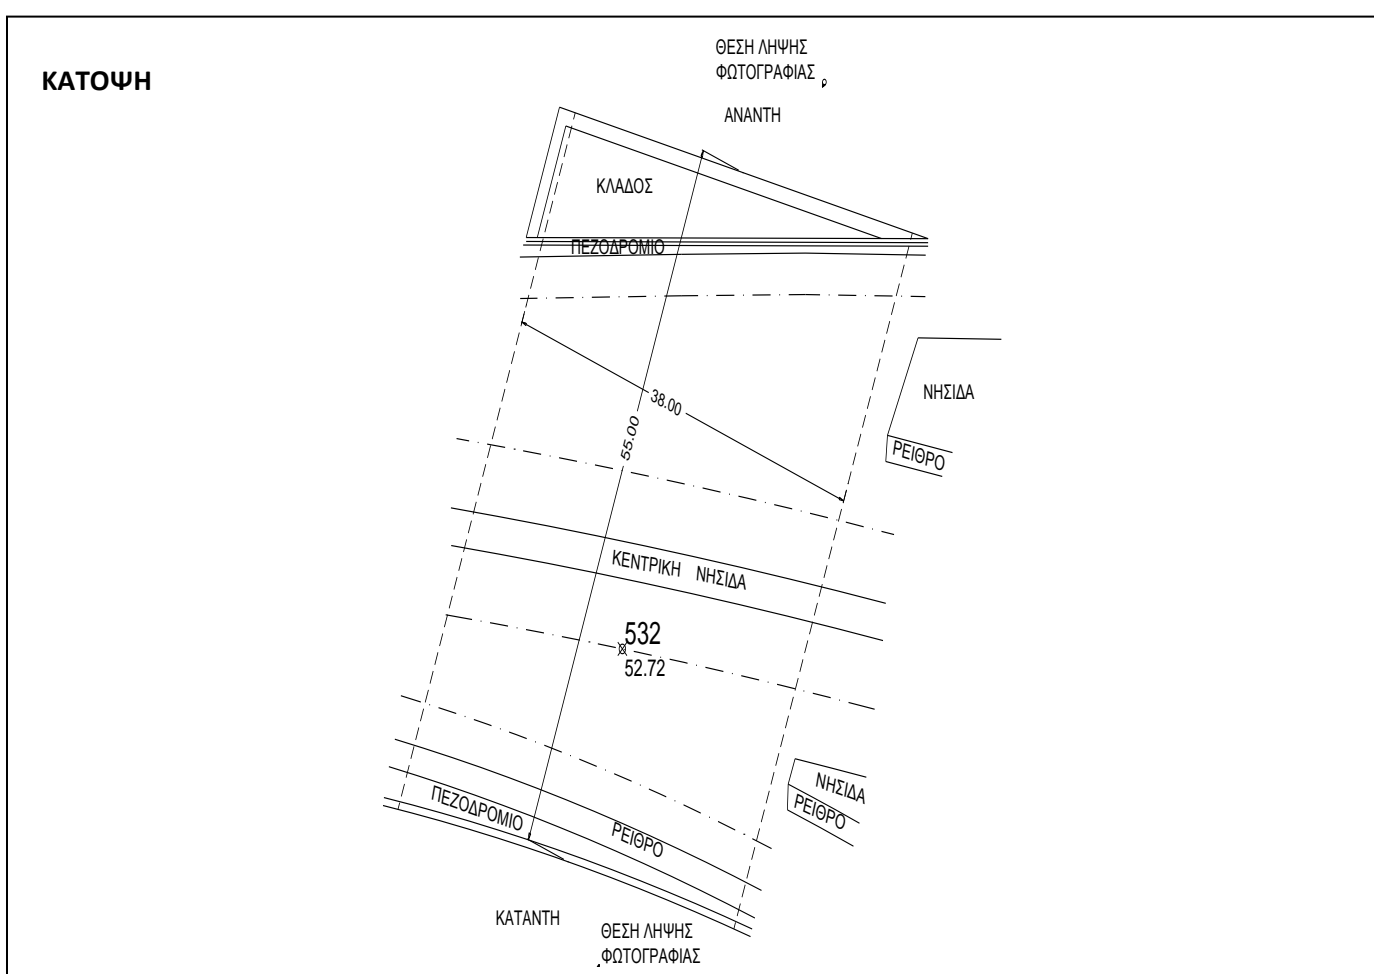 ΚΑΤΟΨΗ
ΘΕΣΗ ΛΗΨΗΣ
ΦΩΤΟΓΡΑΦΙΑΣ
ΑΝΑΝΤΗ
ΚΛΑΔΟΣ
ΠΕΖΟΔΡΟΜΙΟ
ΝΗΣΙΔΑ
38.00
55.00
ΡΕΙΘΡΟ
ΚΕΝΤΡΙΚΗ ΝΗΣΙΔΑ
532
52.72
ΝΗΣΙΔΑ
ΡΕΙΘΡΟ
ΠΕΖΟΔΡΟΜΙΟ
ΡΕΙΘΡΟ
ΚΑΤΑΝΤΗ
ΘΕΣΗ ΛΗΨΗΣ
ΦΩΤΟΓΡΑΦΙΑΣ